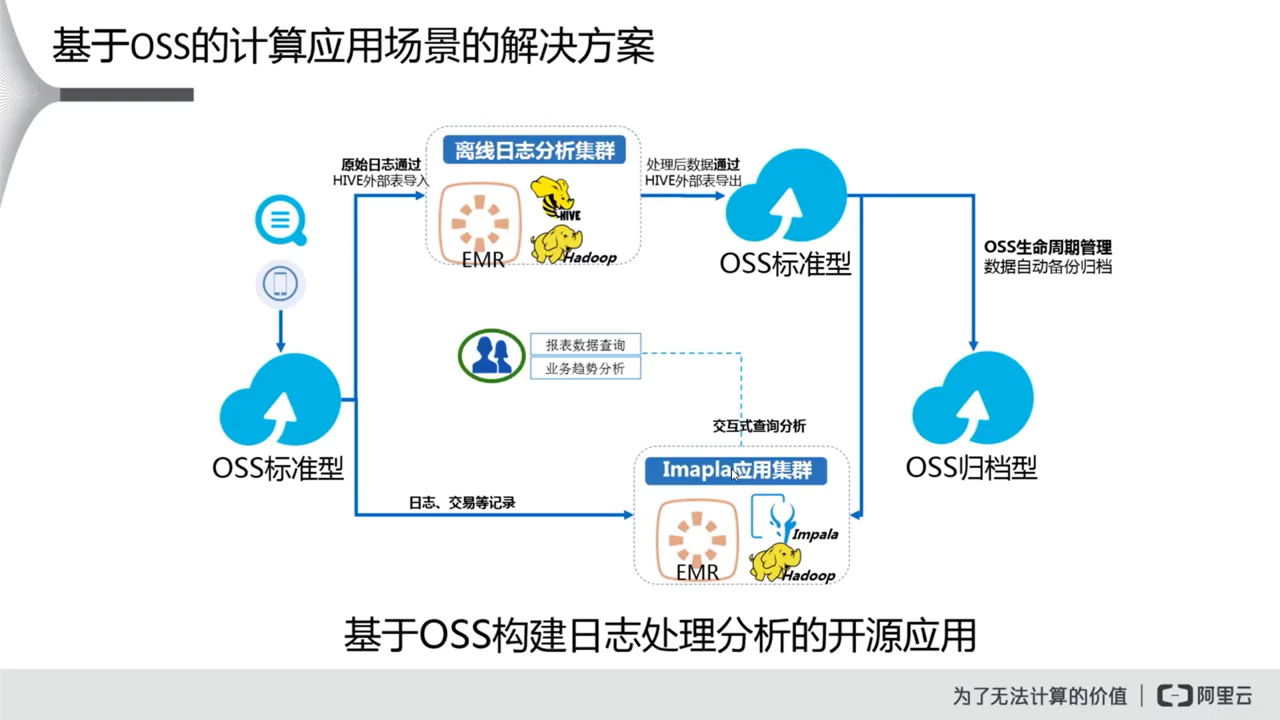 基于OSS的计算应用场景的解决方案
原始日志通过
HIVE外部表导入
离线日志分析集群
HIVE
EMR
Hadoop
处理后数据通过
HIVE外部表导出
OSS标准型
OSS生命周期管理
数据自动备份归档
报表数据查询
业务趋势分析
交互式查询分析
OSS标准型
日志、交易等记录
Imapla应用集群
Impala
EMR
Hadoop
OSS归档型
基于OSS构建日志处理分析的开源应用
为了无法计算的价值
阿里云